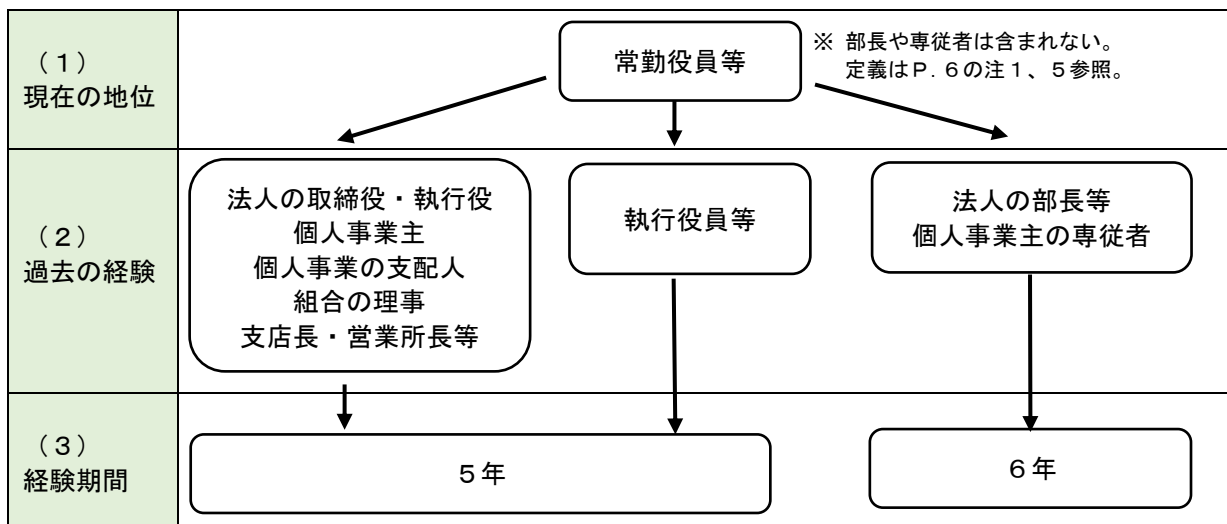 （１）
現在の地位
常勤役員等
※ 部長や専従者は含まれない。
定義はＰ.６の注１、５参照。
（２）
過去の経験
法人の取締役・執行役
個人事業主
個人事業の支配人
組合の理事
支店長・営業所長等
執行役員等
法人の部長等
個人事業主の専従者
（３）
経験期間
５年
６年